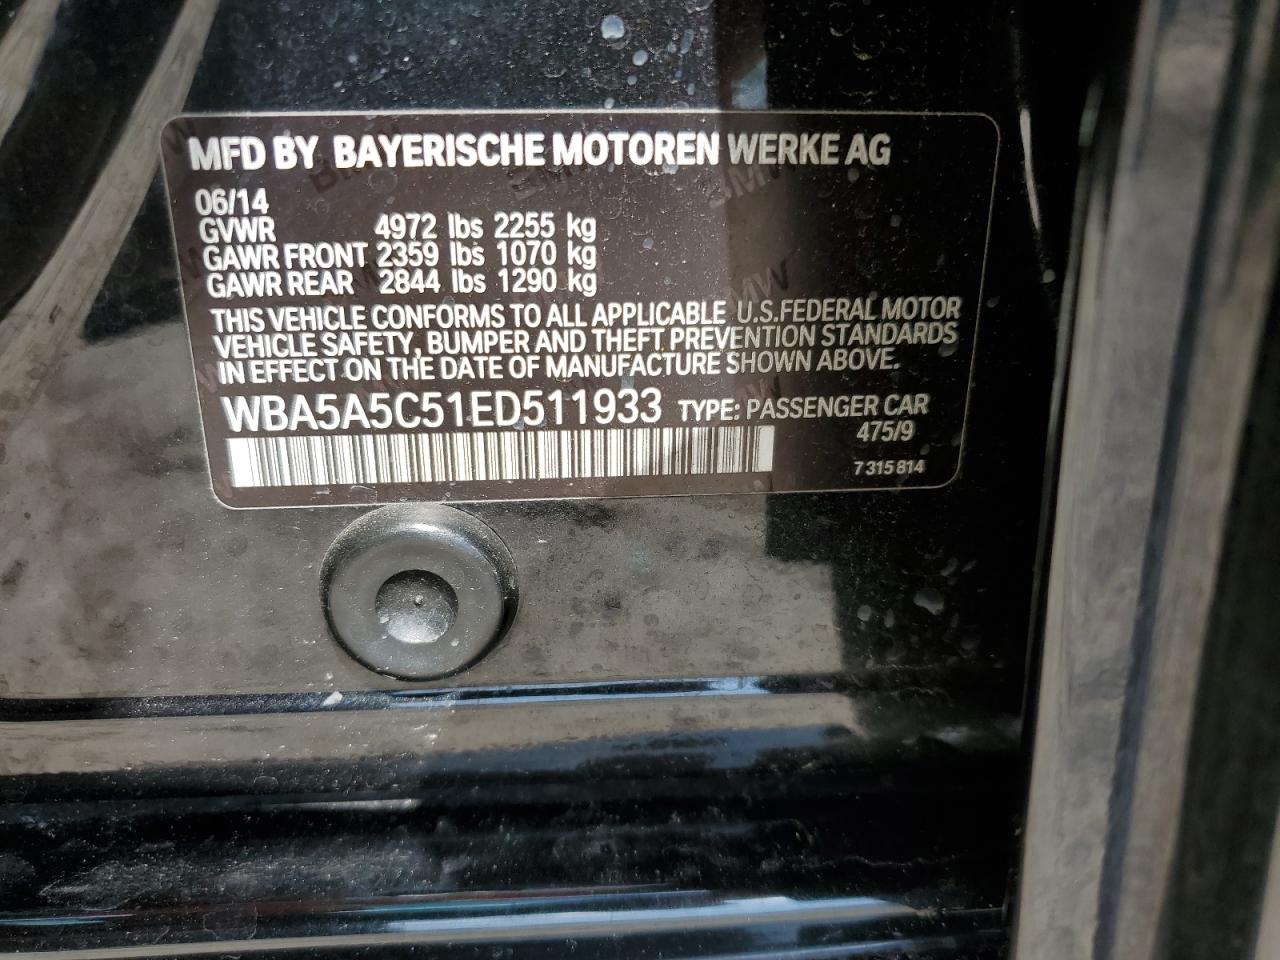 MFD BY BAYERISCHE MOTOREN WERKE AG
06/14
GVWR 4972 lbs 2255 kg
GAWR FRONT 2359 lbs 1070 kg
GAWR REAR 2844 lbs 1290 kg
THIS VEHICLE CONFORMS TO ALL APPLICABLE U.S.FEDERAL MOTOR
VEHICLE SAFETY, BUMPER AND THEFT PREVENTION STANDARDS
IN EFFECT ON THE DATE OF MANUFACTURE SHOWN ABOVE.
WBA5A5C51ED511933 TYPE: PASSENGER CAR
475/9
7 315 814